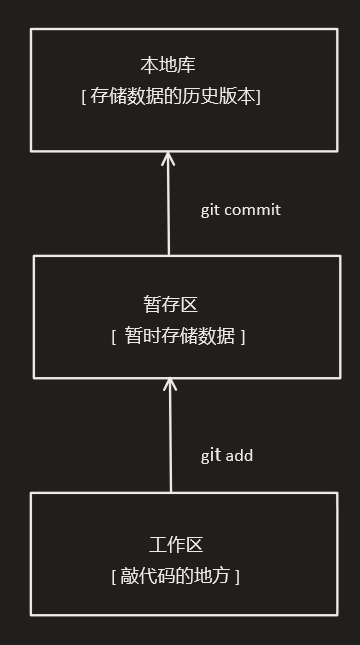 本地库
[ 存储数据的历史版本]
git commit
暂存区
[ 暂时存储数据 ]
git add
工作区
[ 敲代码的地方 ]